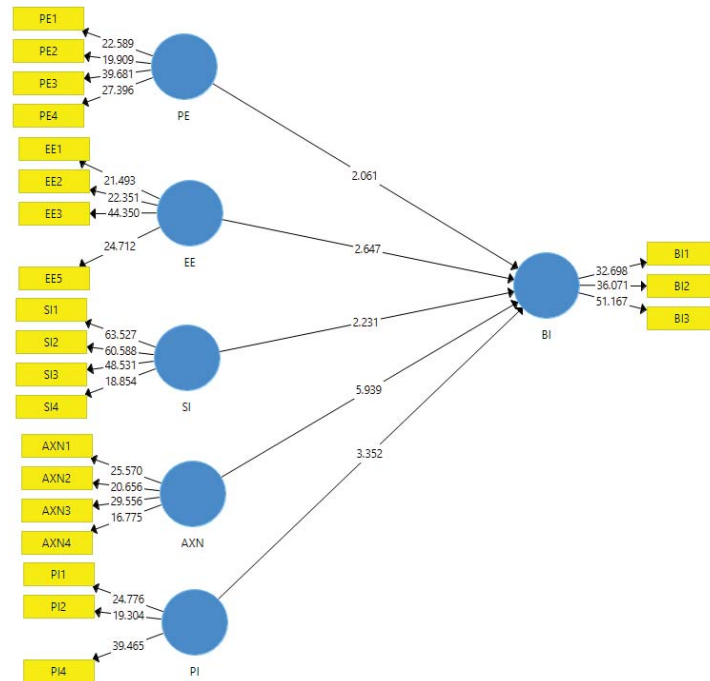 PE1
PE2
PE3
PE4
22.589
19.909
39.681
27.396
PE
2.061
EE1
EE2
EE3
EE5
21.493
22.351
44.350
24.712
EE
2.647
SI1
SI2
SI3
SI4
63.527
60.588
48.531
18.854
SI
2.231
AXN1
AXN2
AXN3
AXN4
25.570
20.656
29.556
16.775
AXN
5.939
PI1
PI2
PI4
24.776
19.304
39.465
PI
3.352
BI
32.698
36.071
51.167
BI1
BI2
BI3